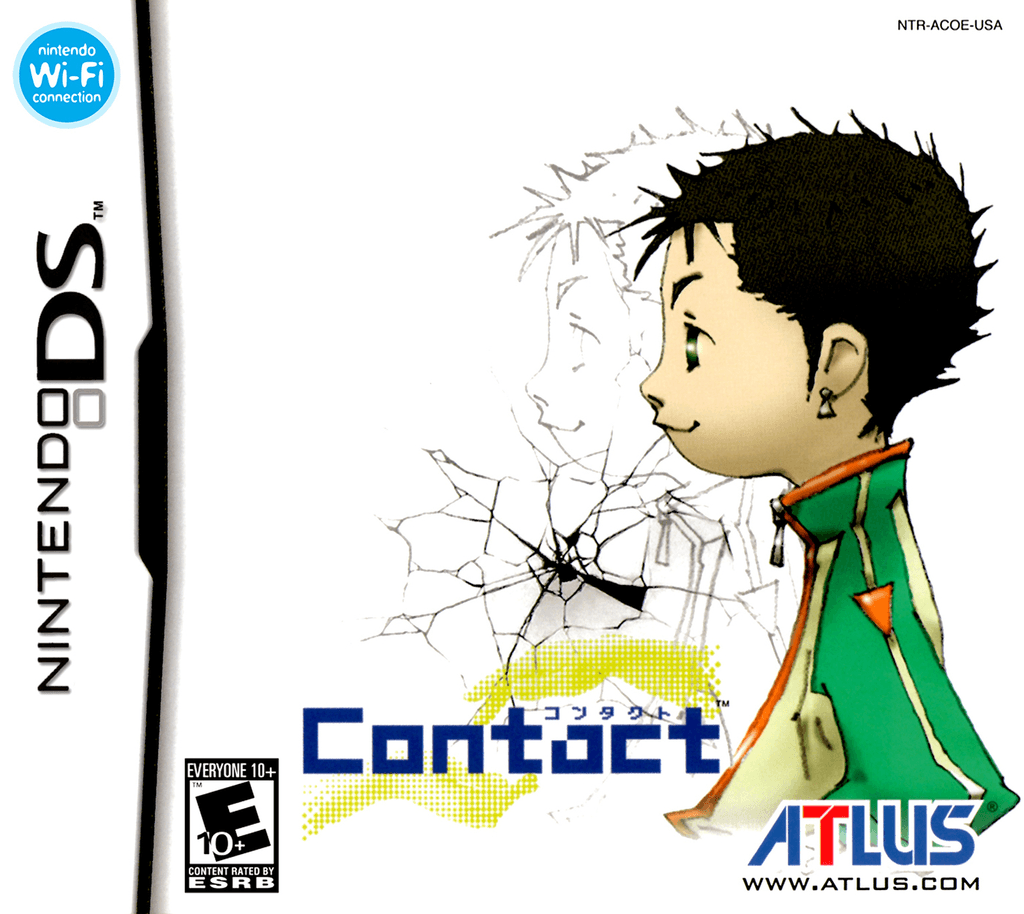 NTR-ACOE-USA
nintendo
Wi-Fi
connection
NINTENDO DS™
コンタクト
Contact™
EVERYONE 10+
™
E
10+
CONTENT RATED BY
ESRB
ATLUS®
WWW.ATLUS.COM